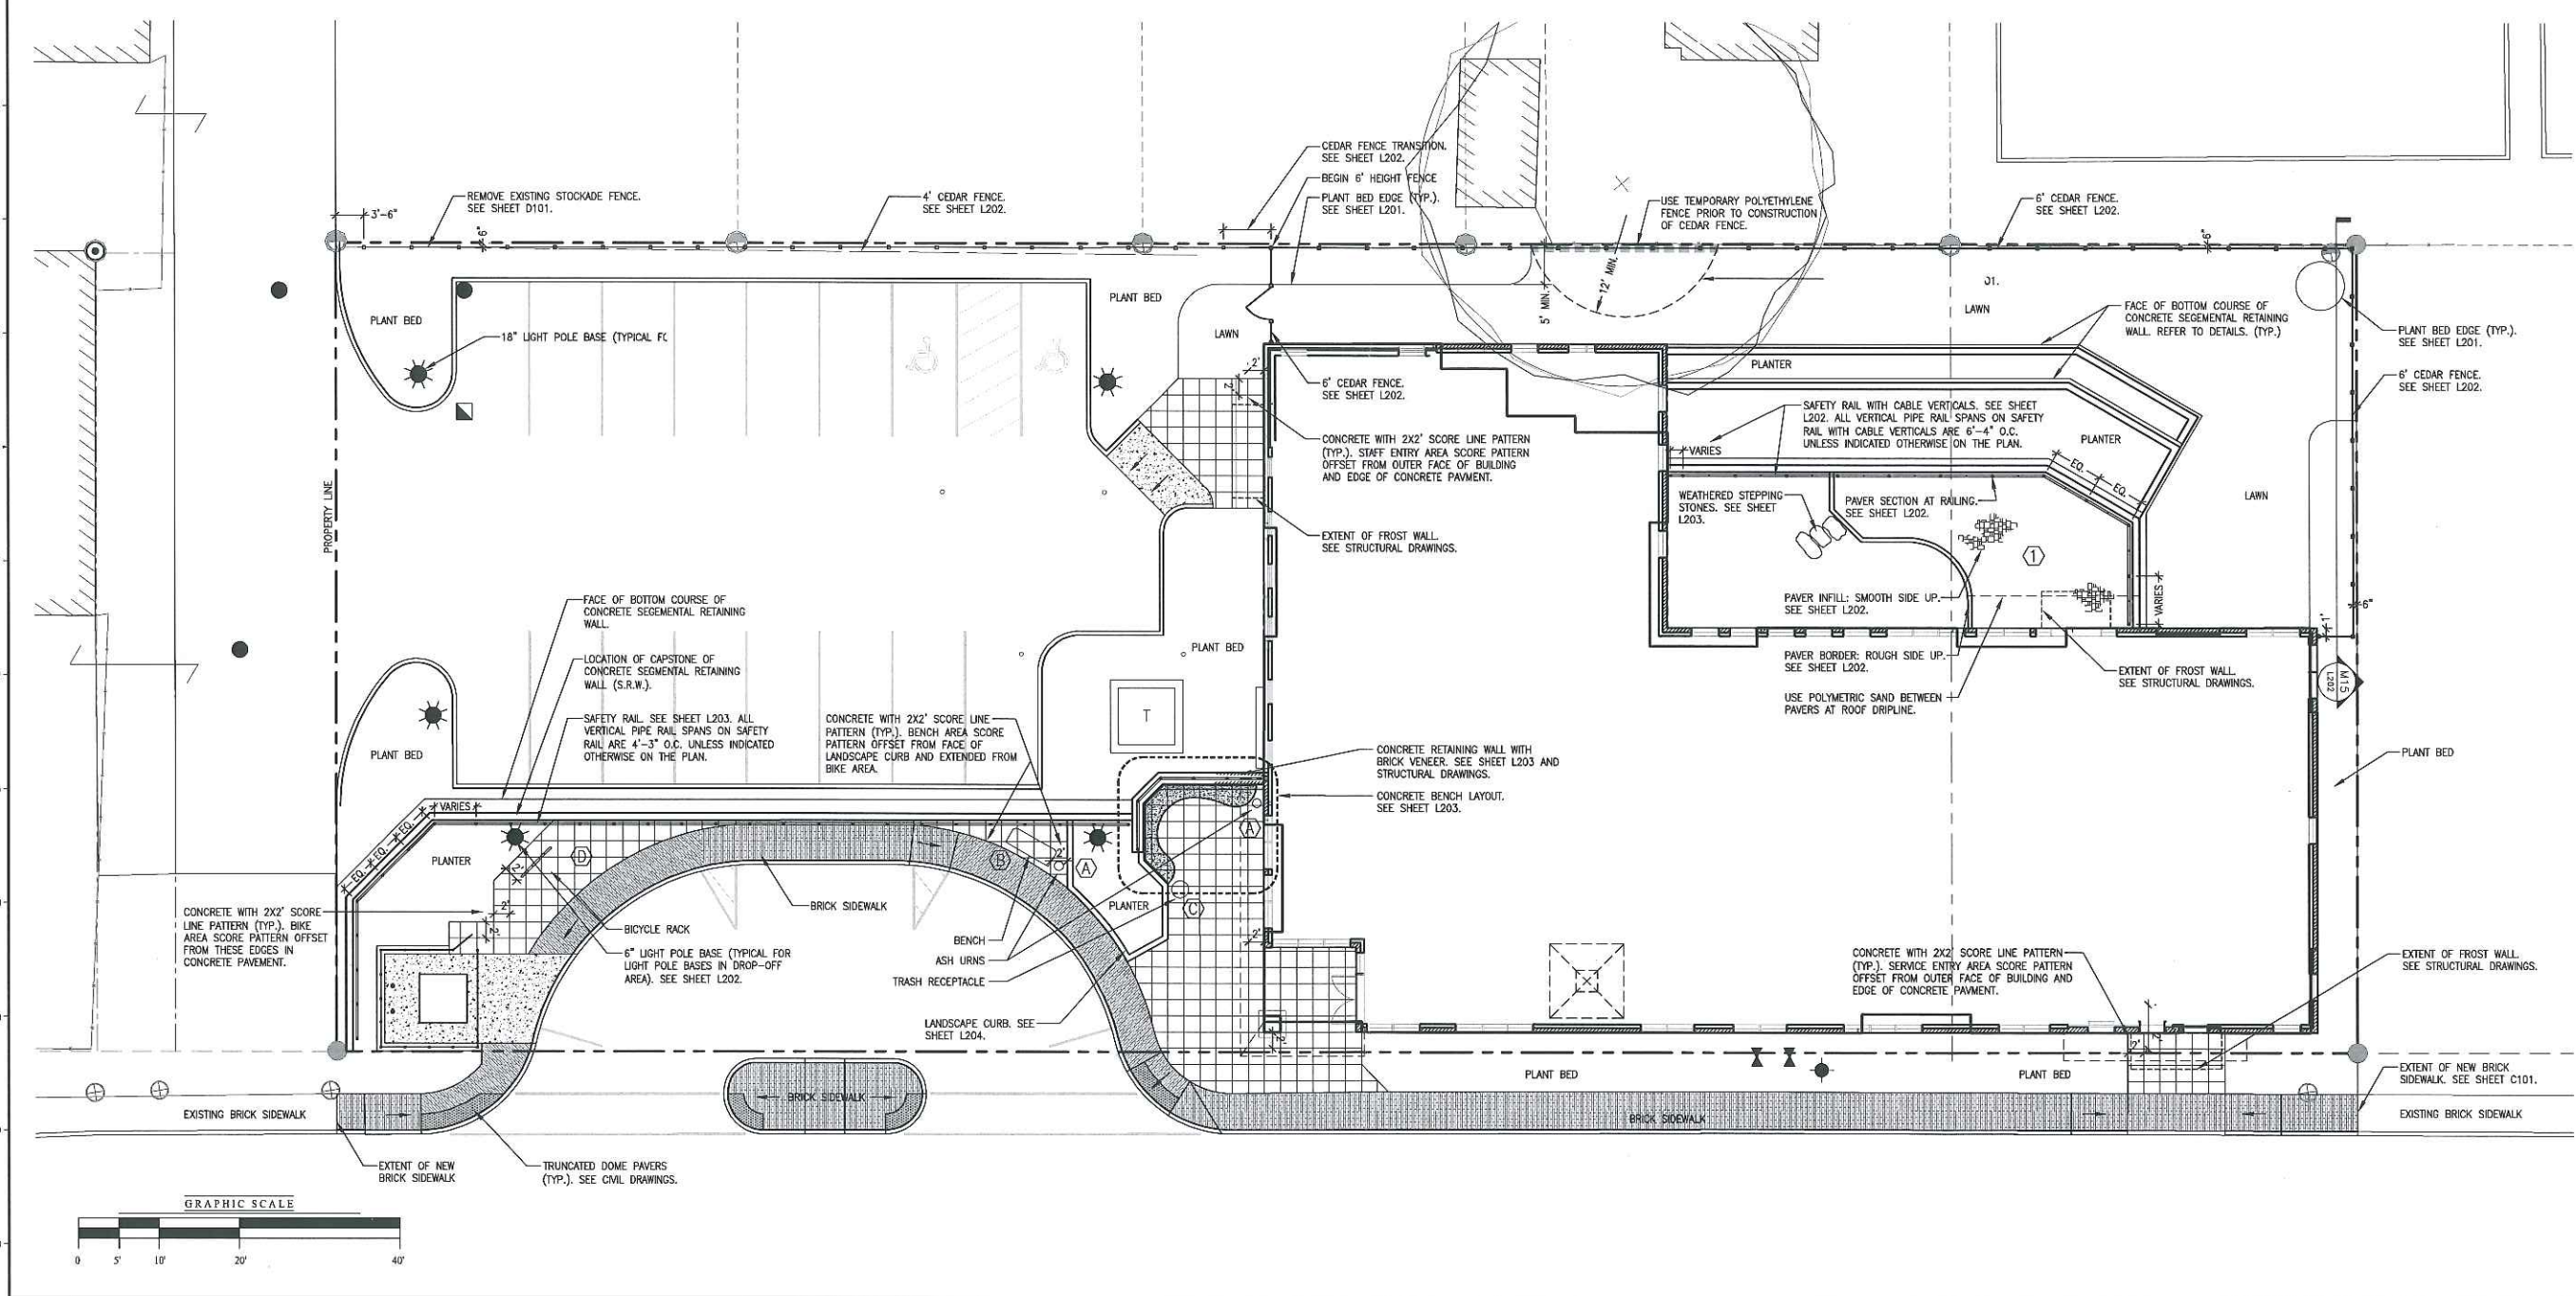 CEDAR FENCE TRANSITION.
SEE SHEET L202.
BEGIN 6' HEIGHT FENCE
PLANT BED EDGE (TYP.).
SEE SHEET L201.
REMOVE EXISTING STOCKADE FENCE.
SEE SHEET D101.
4' CEDAR FENCE.
SEE SHEET L202.
USE TEMPORARY POLYETHYLENE
FENCE PRIOR TO CONSTRUCTION
OF CEDAR FENCE.
6' CEDAR FENCE.
SEE SHEET L202.
3'-6"
6"
6"
12' MIN.
5' MIN.
01.
LAWN
PLANT BED
PLANT BED
LAWN
18" LIGHT POLE BASE (TYPICAL FC
FACE OF BOTTOM COURSE OF
CONCRETE SEGEMENTAL RETAINING
WALL. REFER TO DETAILS. (TYP.)
PLANT BED EDGE (TYP.).
SEE SHEET L201.
6' CEDAR FENCE.
SEE SHEET L202.
PLANTER
2'
2'
6' CEDAR FENCE.
SEE SHEET L202.
SAFETY RAIL WITH CABLE VERTICALS. SEE SHEET
L202. ALL VERTICAL PIPE RAIL SPANS ON SAFETY
RAIL WITH CABLE VERTICALS ARE 6'-4" O.C.
UNLESS INDICATED OTHERWISE ON THE PLAN.
PLANTER
VARIES
EQ.
EQ.
CONCRETE WITH 2X2' SCORE LINE PATTERN
(TYP.). STAFF ENTRY AREA SCORE PATTERN
OFFSET FROM OUTER FACE OF BUILDING
AND EDGE OF CONCRETE PAVMENT.
WEATHERED STEPPING
STONES. SEE SHEET
L203.
PAVER SECTION AT RAILING.
SEE SHEET L202.
LAWN
1
EXTENT OF FROST WALL.
SEE STRUCTURAL DRAWINGS.
PROPERTY LINE
PAVER INFILL: SMOOTH SIDE UP.
SEE SHEET L202.
VARIES
6"
1'
FACE OF BOTTOM COURSE OF
CONCRETE SEGEMENTAL RETAINING
WALL.
PLANT BED
PAVER BORDER: ROUGH SIDE UP.
SEE SHEET L202.
EXTENT OF FROST WALL.
SEE STRUCTURAL DRAWINGS.
M15
L202
LOCATION OF CAPSTONE OF
CONCRETE SEGMENTAL RETAINING
WALL (S.R.W.).
USE POLYMETRIC SAND BETWEEN
PAVERS AT ROOF DRIPLINE.
SAFETY RAIL. SEE SHEET L203. ALL
VERTICAL PIPE RAIL SPANS ON SAFETY
RAIL ARE 4'-3" O.C. UNLESS INDICATED
OTHERWISE ON THE PLAN.
CONCRETE WITH 2X2' SCORE LINE
PATTERN (TYP.). BENCH AREA SCORE
PATTERN OFFSET FROM FACE OF
LANDSCAPE CURB AND EXTENDED FROM
BIKE AREA.
T
PLANT BED
CONCRETE RETAINING WALL WITH
BRICK VENEER. SEE SHEET L203 AND
STRUCTURAL DRAWINGS.
CONCRETE BENCH LAYOUT.
SEE SHEET L203.
PLANT BED
VARIES
EQ.
EQ.
EQ.
PLANTER
D
2'
B
2'
A
A
C
2'
2'
2'
PLANTER
BRICK SIDEWALK
CONCRETE WITH 2X2' SCORE
LINE PATTERN (TYP.). BIKE
AREA SCORE PATTERN OFFSET
FROM THESE EDGES IN
CONCRETE PAVEMENT.
BICYCLE RACK
6" LIGHT POLE BASE (TYPICAL FOR
LIGHT POLE BASES IN DROP-OFF
AREA). SEE SHEET L202.
BENCH
ASH URNS
TRASH RECEPTACLE
LANDSCAPE CURB. SEE
SHEET L204.
CONCRETE WITH 2X2' SCORE LINE PATTERN
(TYP.). SERVICE ENTRY AREA SCORE PATTERN
OFFSET FROM OUTER FACE OF BUILDING AND
EDGE OF CONCRETE PAVMENT.
EXTENT OF FROST WALL.
SEE STRUCTURAL DRAWINGS.
2'
2'
2'
PLANT BED
PLANT BED
EXTENT OF NEW BRICK
SIDEWALK. SEE SHEET C101.
EXISTING BRICK SIDEWALK
BRICK SIDEWALK
BRICK SIDEWALK
EXISTING BRICK SIDEWALK
EXTENT OF NEW
BRICK SIDEWALK
TRUNCATED DOME PAVERS
(TYP.). SEE CIVIL DRAWINGS.
GRAPHIC SCALE
0 5' 10' 20' 40'